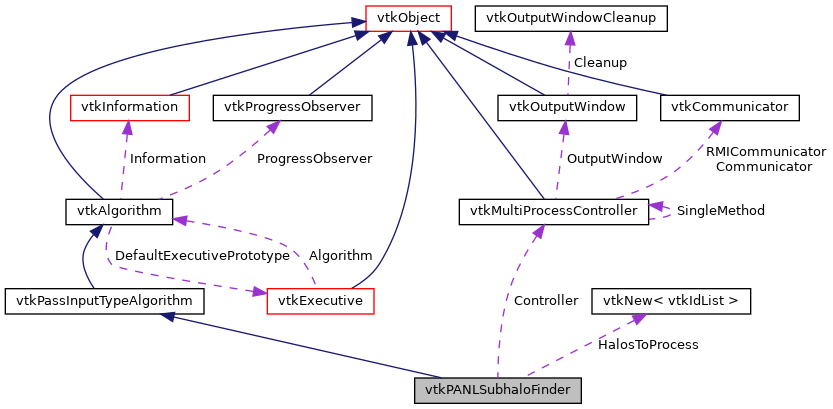 vtkObject
vtkOutputWindowCleanup
Cleanup
vtkInformation
vtkProgressObserver
vtkOutputWindow
vtkCommunicator
Information
ProgressObserver
OutputWindow
RMICommunicator
Communicator
vtkAlgorithm
vtkMultiProcessController
SingleMethod
DefaultExecutivePrototype
Algorithm
vtkPassInputTypeAlgorithm
vtkExecutive
Controller
vtkNew< vtkIdList >
HalosToProcess
vtkPANLSubhaloFinder